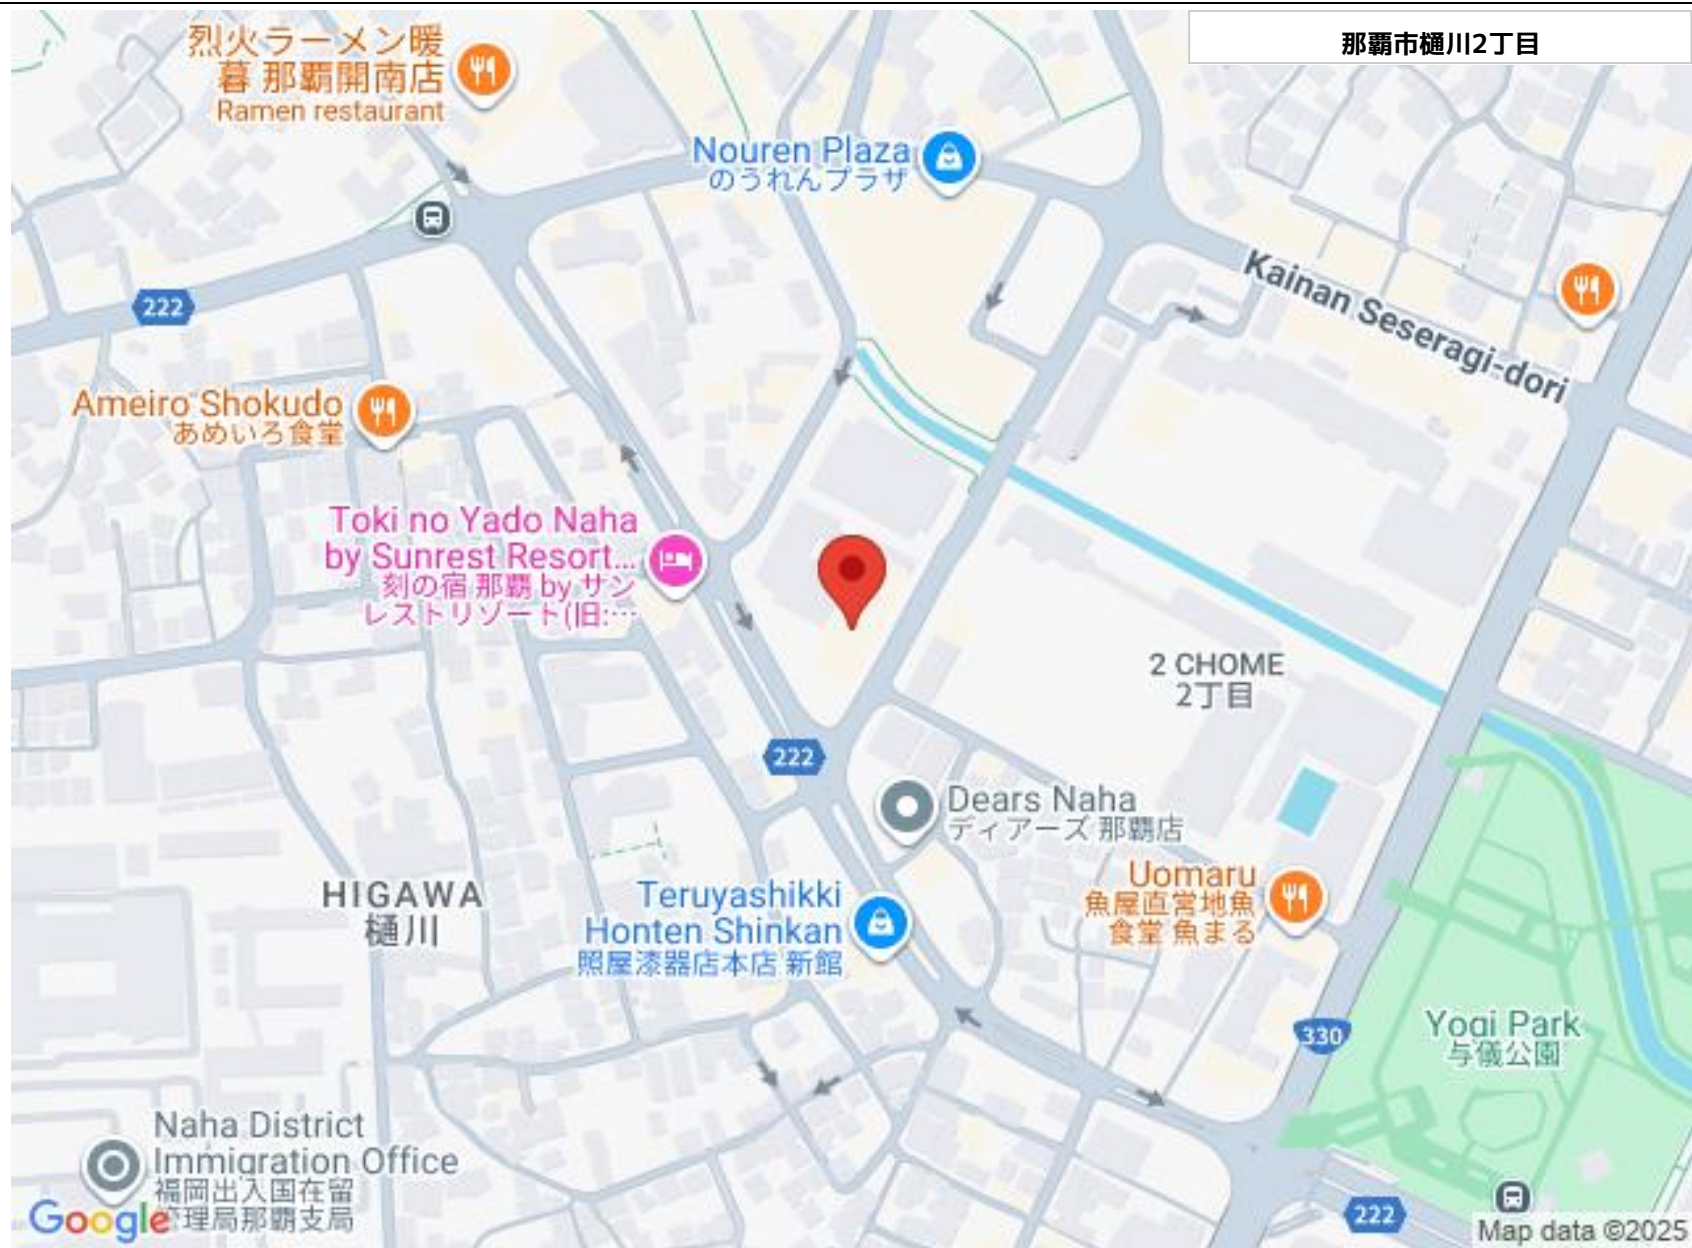 那覇市樋川2丁目
烈火ラーメン暖
暮 那覇開南店
Ramen restaurant
Nouren Plaza
のうれんプラザ
Kainan Seseragi-dori
222
Ameiro Shokudo
あめいろ食堂
Toki no Yado Naha
by Sunrest Resort...
刻の宿 那覇 by サン
レストリゾート(旧:…
2 CHOME
2丁目
222
Dears Naha
ディアーズ 那覇店
Uomaru
魚屋直営地魚
食堂 魚まる
HIGAWA
樋川
Teruyashikki
Honten Shinkan
照屋漆器店本店 新館
330
Yogi Park
与儀公園
Naha District
Immigration Office
福岡出入国在留
管理局那覇支局
Google
222
Map data ©2025